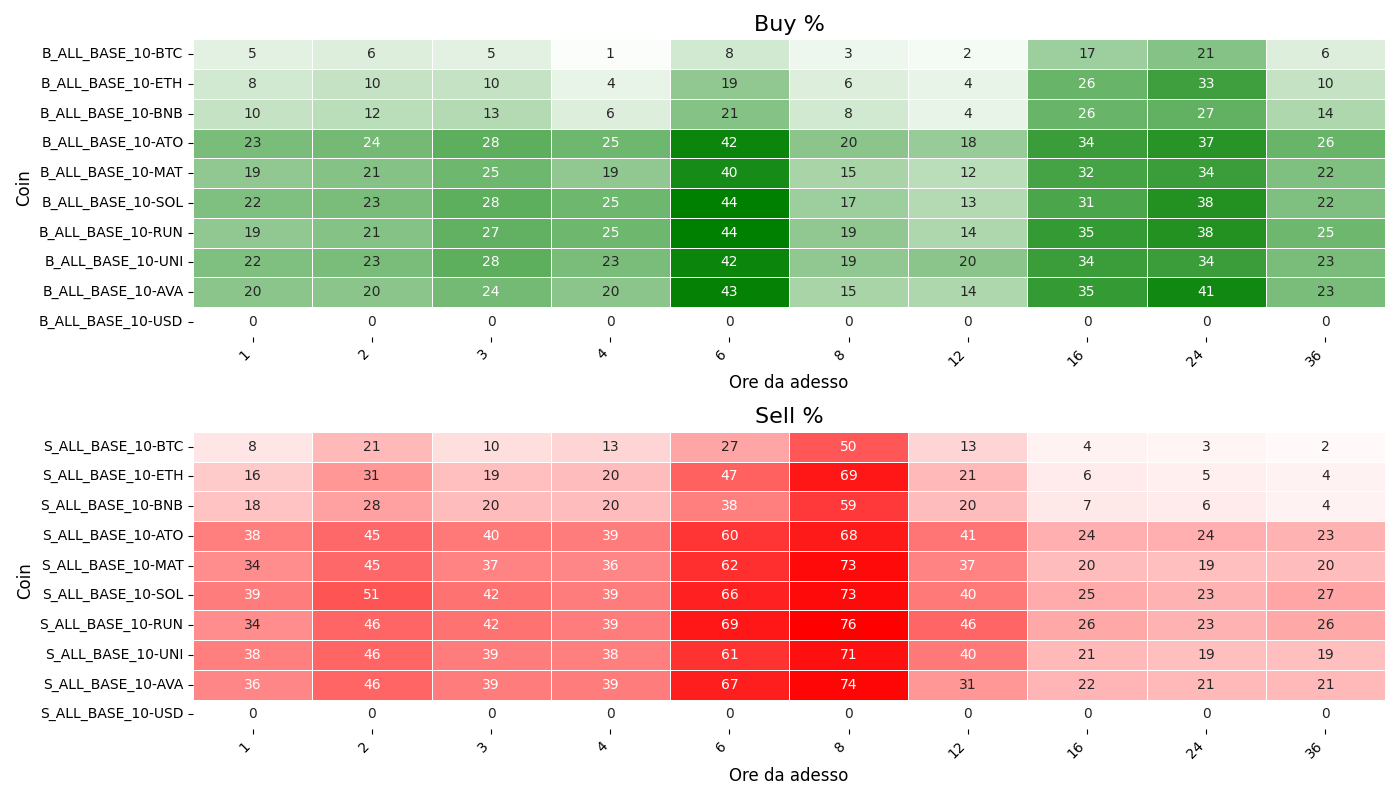 Buy %
Coin
B_ALL_BASE_10-BTC 5 6 5 1 8 3 2 17 21 6
B_ALL_BASE_10-ETH 8 10 10 4 19 6 4 26 33 10
B_ALL_BASE_10-BNB 10 12 13 6 21 8 4 26 27 14
B_ALL_BASE_10-ATO 23 24 28 25 42 20 18 34 37 26
B_ALL_BASE_10-MAT 19 21 25 19 40 15 12 32 34 22
B_ALL_BASE_10-SOL 22 23 28 25 44 17 13 31 38 22
B_ALL_BASE_10-RUN 19 21 27 25 44 19 14 35 38 25
B_ALL_BASE_10-UNI 22 23 28 23 42 19 20 34 34 23
B_ALL_BASE_10-AVA 20 20 24 20 43 15 14 35 41 23
B_ALL_BASE_10-USD 0 0 0 0 0 0 0 0 0 0
1 2 3 4 6 8 12 16 24 36
Ore da adesso
Sell %
Coin
S_ALL_BASE_10-BTC 8 21 10 13 27 50 13 4 3 2
S_ALL_BASE_10-ETH 16 31 19 20 47 69 21 6 5 4
S_ALL_BASE_10-BNB 18 28 20 20 38 59 20 7 6 4
S_ALL_BASE_10-ATO 38 45 40 39 60 68 41 24 24 23
S_ALL_BASE_10-MAT 34 45 37 36 62 73 37 20 19 20
S_ALL_BASE_10-SOL 39 51 42 39 66 73 40 25 23 27
S_ALL_BASE_10-RUN 34 46 42 39 69 76 46 26 23 26
S_ALL_BASE_10-UNI 38 46 39 38 61 71 40 21 19 19
S_ALL_BASE_10-AVA 36 46 39 39 67 74 31 22 21 21
S_ALL_BASE_10-USD 0 0 0 0 0 0 0 0 0 0
1 2 3 4 6 8 12 16 24 36
Ore da adesso